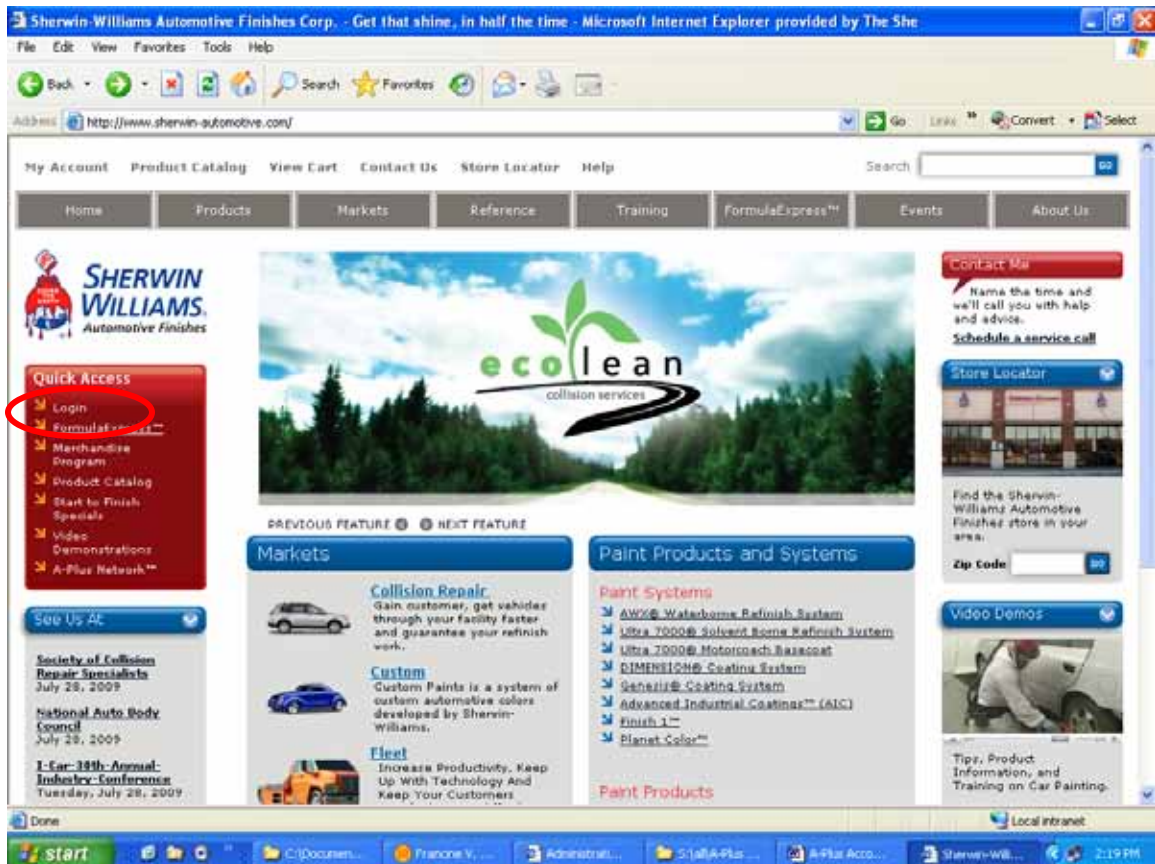 Sherwin-Williams Automotive Finishes Corp. - Get that shine, in half the time - Microsoft Internet Explorer provided by The She
File Edit View Favorites Tools Help
Back Search Favorites
Address http://www.sherwin-automotive.com/ Go Links Convert Select
My Account Product Catalog View Cart Contact Us Store Locator Help Search GO
Home Products Markets Reference Training FormulaExpress™ Events About Us
SHERWIN
WILLIAMS.
Automotive Finishes
Quick Access
Login
FormulaExpress™
Merchandise
Program
Product Catalog
Start to Finish
Specials
Video
Demonstrations
A-Plus Network™
See Us At
Society of Collision
Repair Specialists
July 28, 2009
National Auto Body
Council
July 28, 2009
I-Car-30th-Annual-
Industry-Conference
Tuesday, July 28, 2009
ecolean
collision services
PREVIOUS FEATURE NEXT FEATURE
Markets
Collision Repair
Gain customer, get vehicles
through your facility faster
and guarantee your refinish
work.
Custom
Custom Paints is a system of
custom automotive colors
developed by Sherwin-
Williams.
Fleet
Increase Productivity, Keep
Up With Technology And
Keep Your Customers
Paint Products and Systems
Paint Systems
AWX® Waterborne Refinish System
Ultra 7000® Solvent Borne Refinish System
Ultra 7000® Motorcoach Basecoat
DIMENSION® Coating System
Genesis® Coating System
Advanced Industrial Coatings™ (AIC)
Finish 1™
Planet Color™
Paint Products
Contact Me
Name the time and
we'll call you with help
and advice.
Schedule a service call
Store Locator
Find the Sherwin-
Williams Automotive
Finishes store in your
area.
Zip Code GO
Video Demos
Tips, Product
Information, and
Training on Car Painting.
Done Local intranet
start C:\Documen... Francine V, ... Administrat... S:\all\A-Plus ... A-Plus Acco... Sherwin-Will... 2:19 PM